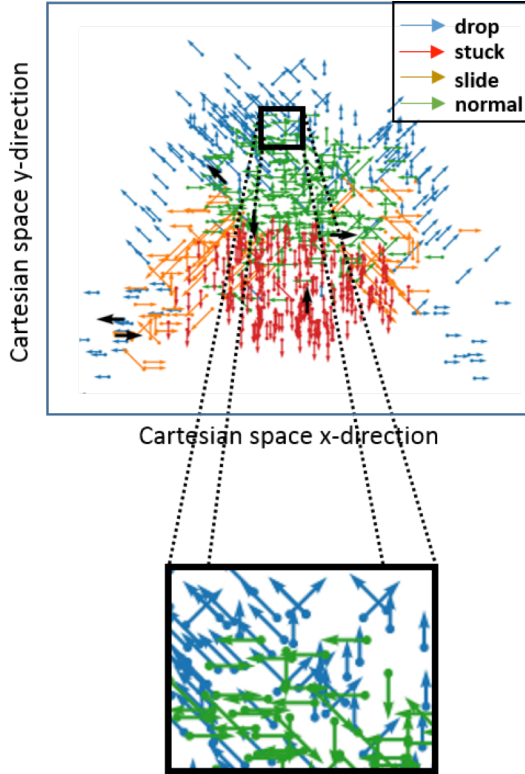 drop
stuck
slide
normal
Cartesian space y-direction
Cartesian space x-direction